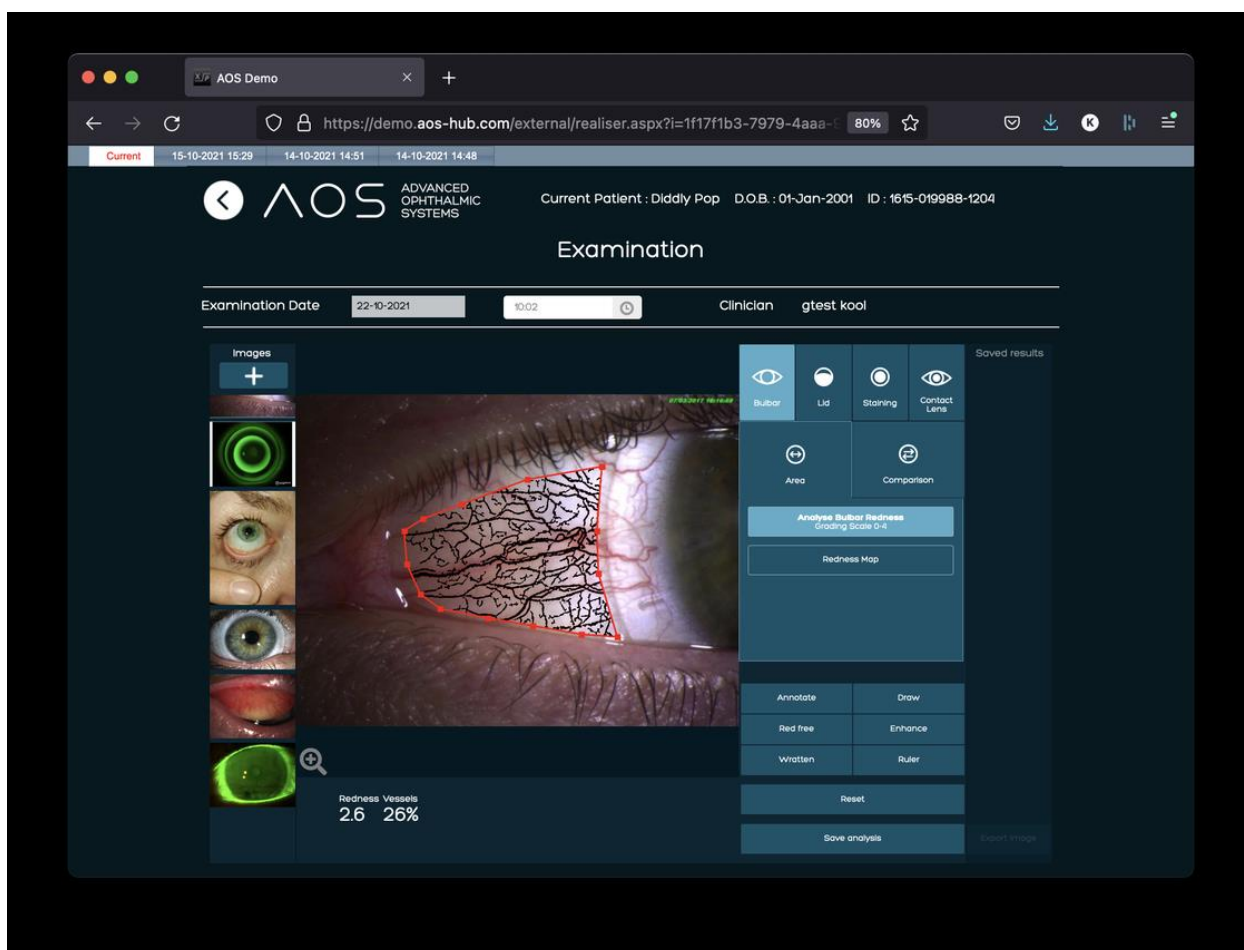 AOS Demo
https://demo.aos-hub.com/external/realiser.aspx?i=1f17f1b3-7979-4aaa- 80%
Current 15-10-2021 15:29 14-10-2021 14:51 14-10-2021 14:48
AOS ADVANCED
OPHTHALMIC
SYSTEMS
Current Patient : Diddly Pop D.O.B. : 01-Jan-2001 ID : 1615-019988-1204
Examination
Examination Date 22-10-2021 10:02 Clinician gtest kool
Images
Bulbar Lid Staining Contact
Lens
Saved results
Area Comparison
Analyse Bulbar Redness
Grading Scale 0-4
Redness Map
Annotate Draw
Red free Enhance
Wratten Ruler
Reset
Save analysis
Export Image
Redness Vessels
2.6 26%